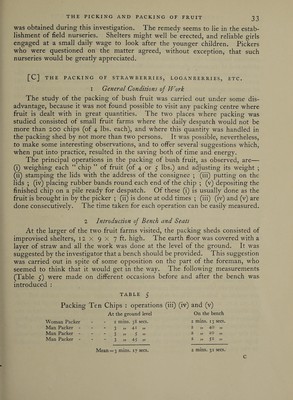 THE PICKING AND PACKING OF FRUIT 33
was obtained during this investigation. The remedy seems to lie in the estab-
lishment of field nurseries. Shelters might well be erected, and reliable girls
engaged at a small daily wage to look after the younger children. Pickers
who were questioned on the matter agreed, without exception, that such
nurseries would be greatly appreciated.
[C] THE PACKING OF STRAWBERRIES, LOGANBERRIES, ETC.
1 General Conditions of Work
The study of the packing of bush fruit was carried out under some dis-
advantage, because it was not found possible to visit any packing centre where
fruit is dealt with in great quantities. The two places where packing was
studied consisted of small fruit farms where the daily despatch would not be
more than 200 chips (of 4 lbs. each), and where this quantity was handled in
the packing shed by not more than two persons. It was possible, nevertheless,
to make some interesting observations, and to offer several suggestions which,
when put into practice, resulted in the saving both of time and energy.
The principal operations in the packing of bush fruit, as observed, are—
(i) weighing each " chip " of fruit (of 4 or 5 lbs.) and adjusting its weight ;
(ii) stamping the lids with the address of the consignee ; (iii) putting on the
lids ; (iv) placing rubber bands round each end of the chip ; (v) depositing the
finished chip on a pile ready for despatch. Of these (i) is usually done as the
fruit is brought in by the picker ; (ii) is done at odd times ; (iii) (iv) and (v) are
done consecutively. The time taken for each operation can be easily measured.
2 Introduction of Bench and Seats
At the larger of the two fruit farms visited, the packing sheds consisted of
improvised shelters, 12 × 9 × 7 ft. high. The earth floor was covered with a
layer of straw and all the work was done at the level of the ground. It was
suggested by the investigator that a bench should be provided. This suggestion
was carried out in spite of some opposition on the part of the foreman, who
seemed to think that it would get in the way. The following measurements
(Table 5) were made on different occasions before and after the bench was
introduced :
TABLE 5
Packing Ten Chips : operations (iii) (iv) and (v)
At the ground level On the bench
Woman Packer - - 2 mins. 15 secs.
Man Packer - - - 3 „ „ 2 „ „
Man Packer - - - 3 „ „ 2 „ „
Man Packer - - - 3 „ „ 2 „ „
Mean = 3 mins. 17 secs. 2 mins. 32 secs.
C